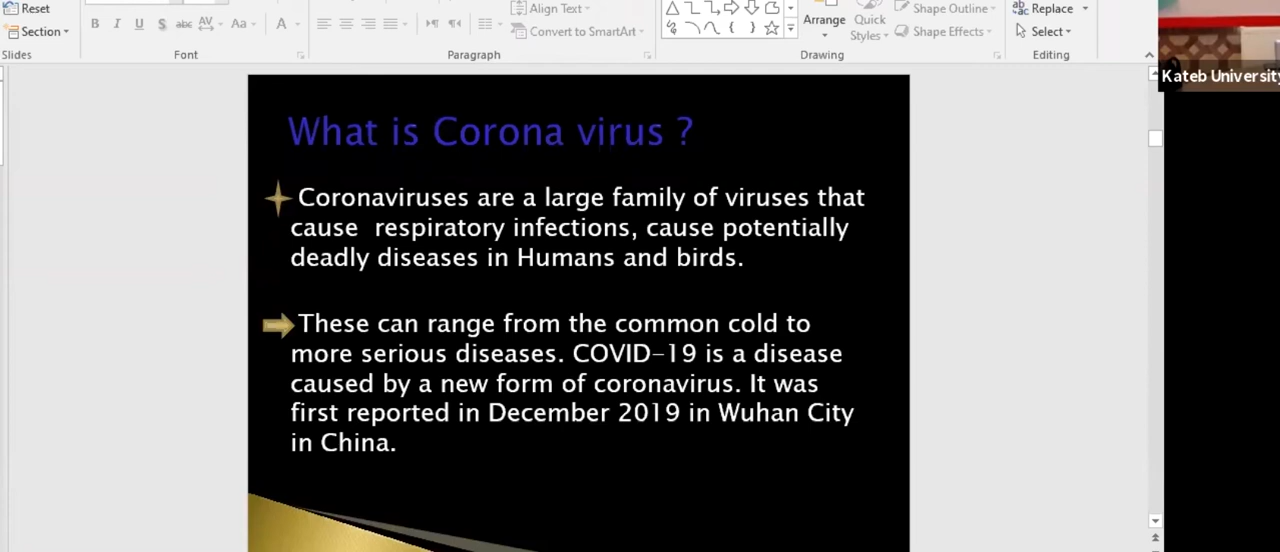 Reset
Section
Slides
B I U S abc AV Aa A
Font
Paragraph
Align Text
Convert to SmartArt
Arrange
Quick
Styles
Shape Outline
Shape Effects
Drawing
Replace
Select
Editing
Kateb University
What is Corona virus ?
Coronaviruses are a large family of viruses that
cause respiratory infections, cause potentially
deadly diseases in Humans and birds.
These can range from the common cold to
more serious diseases. COVID-19 is a disease
caused by a new form of coronavirus. It was
first reported in December 2019 in Wuhan City
in China.